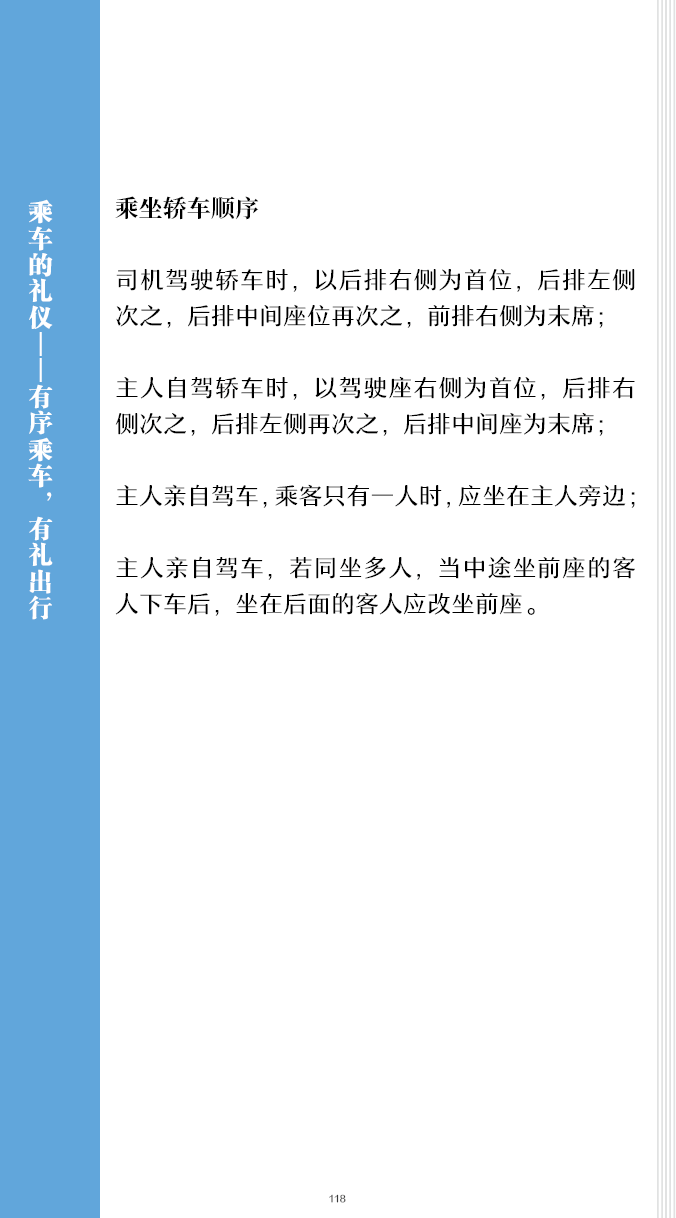 乘车的礼仪——有序乘车，有礼出行
乘坐轿车顺序
司机驾驶轿车时，以后排右侧为首位，后排左侧
次之，后排中间座位再次之，前排右侧为末席；
主人自驾轿车时，以驾驶座右侧为首位，后排右
侧次之，后排左侧再次之，后排中间座为末席；
主人亲自驾车，乘客只有一人时，应坐在主人旁边；
主人亲自驾车，若同坐多人，当中途坐前座的客
人下车后，坐在后面的客人应改坐前座。
118